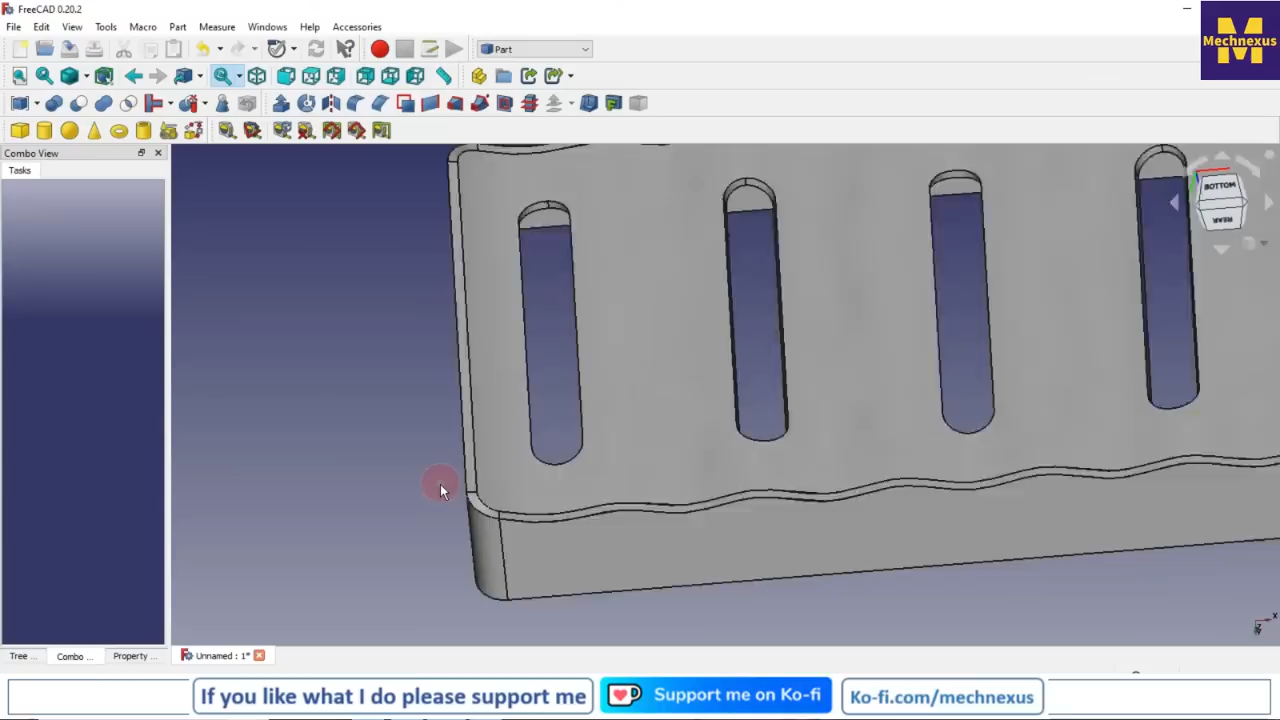 FreeCAD 0.20.2
File Edit View Tools Macro Part Measure Windows Help Accessories
Part
Mechnexus
Combo View
Tasks
BOTTOM
REAR
Tree ... Combo ... Property ... Unnamed : 1*
If you like what I do please support me
Support me on Ko-fi
Ko-fi.com/mechnexus